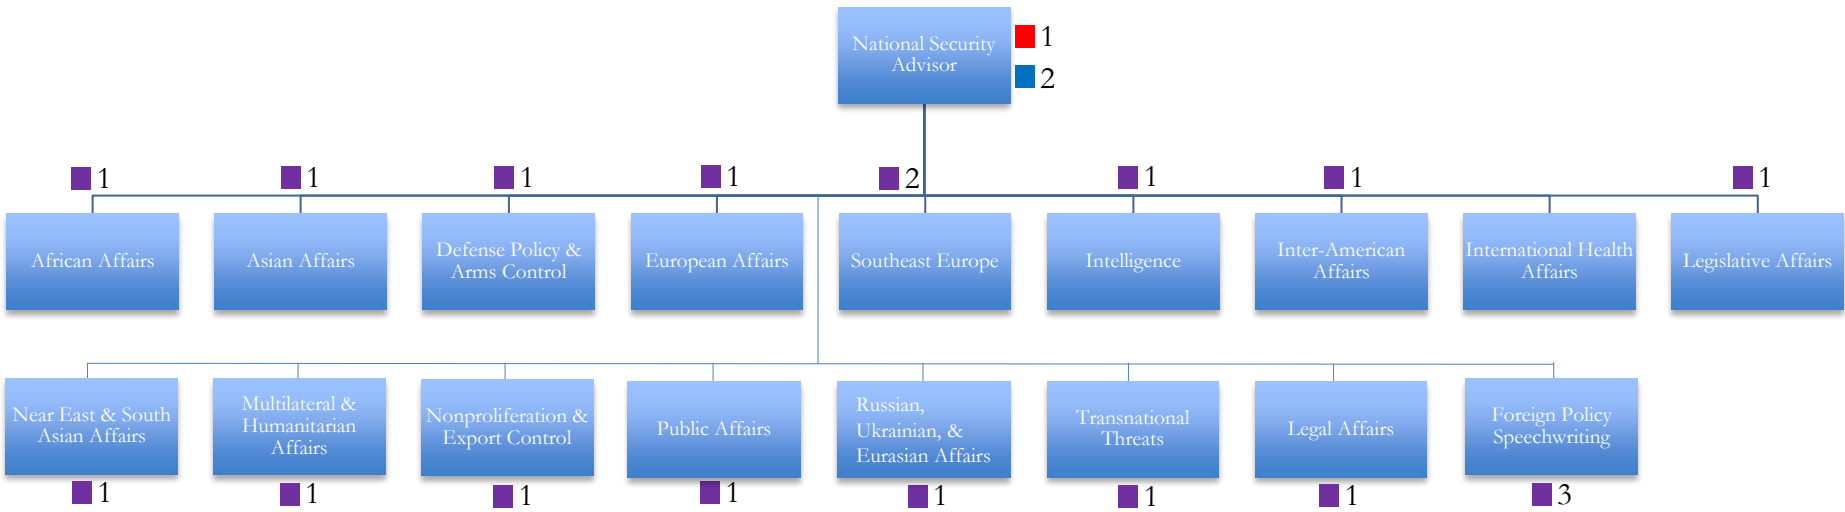 National Security
Advisor
1
2
1
1
1
1
2
1
1
1
African Affairs
Asian Affairs
Defense Policy &
Arms Control
European Affairs
Southeast Europe
Intelligence
Inter-American
Affairs
International Health
Affairs
Legislative Affairs
Near East & South
Asian Affairs
Multilateral &
Humanitarian
Affairs
Nonproliferation &
Export Control
Public Affairs
Russian,
Ukrainian, &
Eurasian Affairs
Transnational
Threats
Legal Affairs
Foreign Policy
Speechwriting
1
1
1
1
1
1
1
3